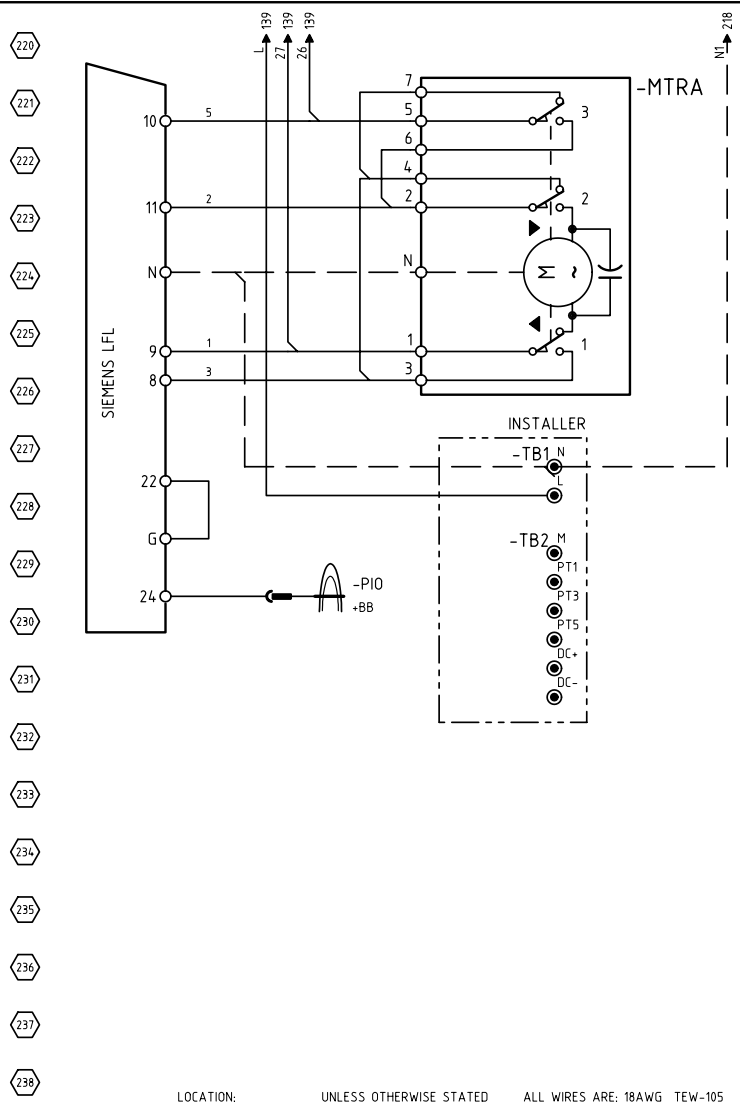 L 139
27 139
26 139
N1 218
220
221
222
223
224
225
226
227
228
229
230
231
232
233
234
235
236
237
238
SIEMENS LFL
10
11
N
9
8
22
G
24
5
2
1
3
-MTRA
7
5
6
4
2
N
1
3
3
2
M
~
1
INSTALLER
-TB1 N
L
-TB2 M
PT1
PT3
PT5
DC+
DC-
-PIO
+BB
LOCATION: UNLESS OTHERWISE STATED ALL WIRES ARE: 18AWG TEW-105